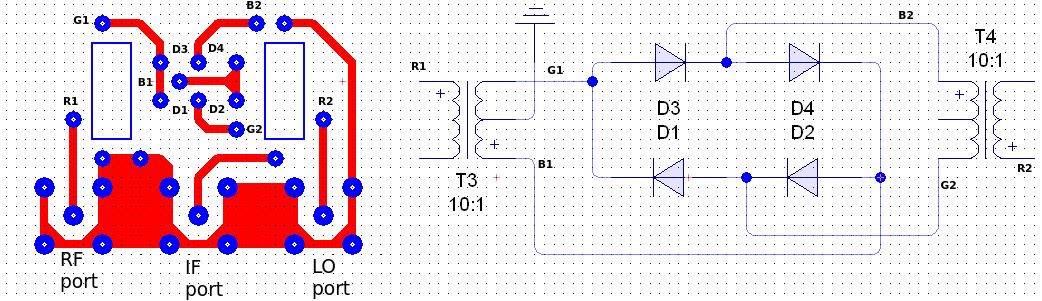 G1
B2
D3 D4
B1
D1 D2
R1
R2
G2
RF
port
IF
port
LO
port
R1
+
G1
+
B1
T3
10:1
D3
D1
D4
D2
B2
T4
10:1
+
+
R2
G2